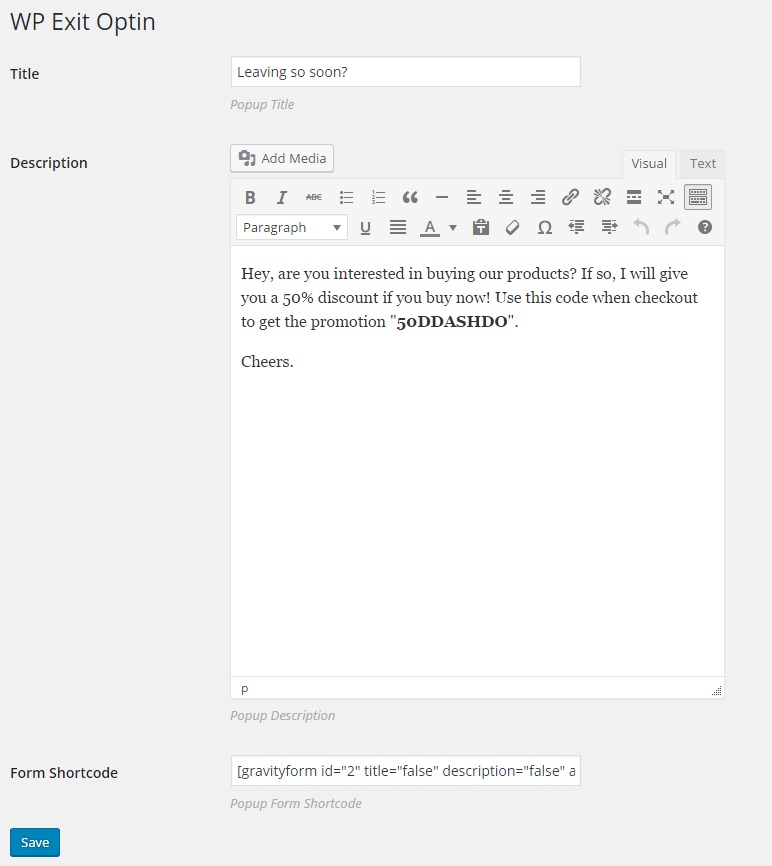 WP Exit Optin
Title
Leaving so soon?
Popup Title
Description
Add Media
Visual Text
B I ABC
Paragraph U A Ω ?
Hey, are you interested in buying our products? If so, I will give
you a 50% discount if you buy now! Use this code when checkout
to get the promotion "50DDASHDO".
Cheers.
p
Popup Description
Form Shortcode
[gravityform id="2" title="false" description="false" a
Popup Form Shortcode
Save